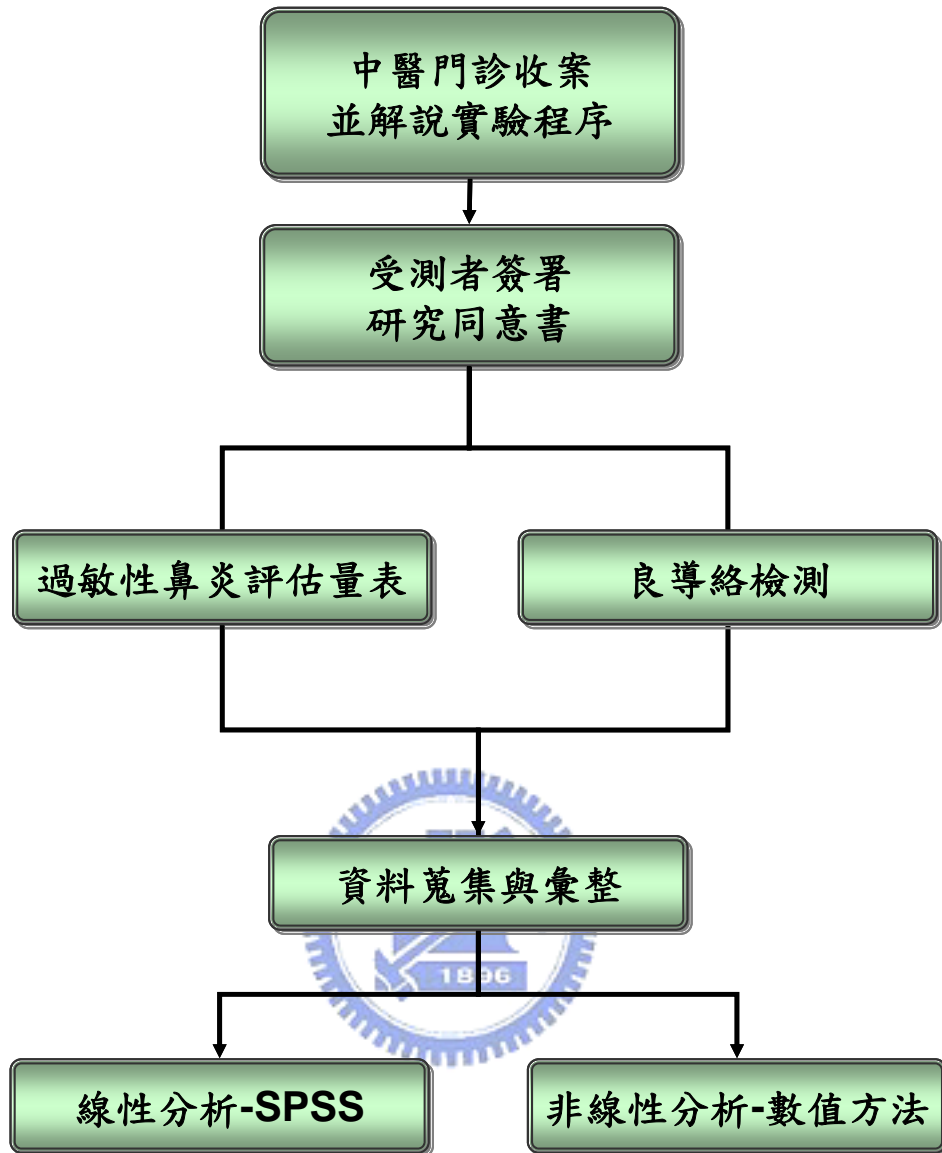 中醫門診收案
並解說實驗程序
受測者簽署
研究同意書
過敏性鼻炎評估量表
良導絡檢測
資料蒐集與彙整
1896
線性分析-SPSS
非線性分析-數值方法